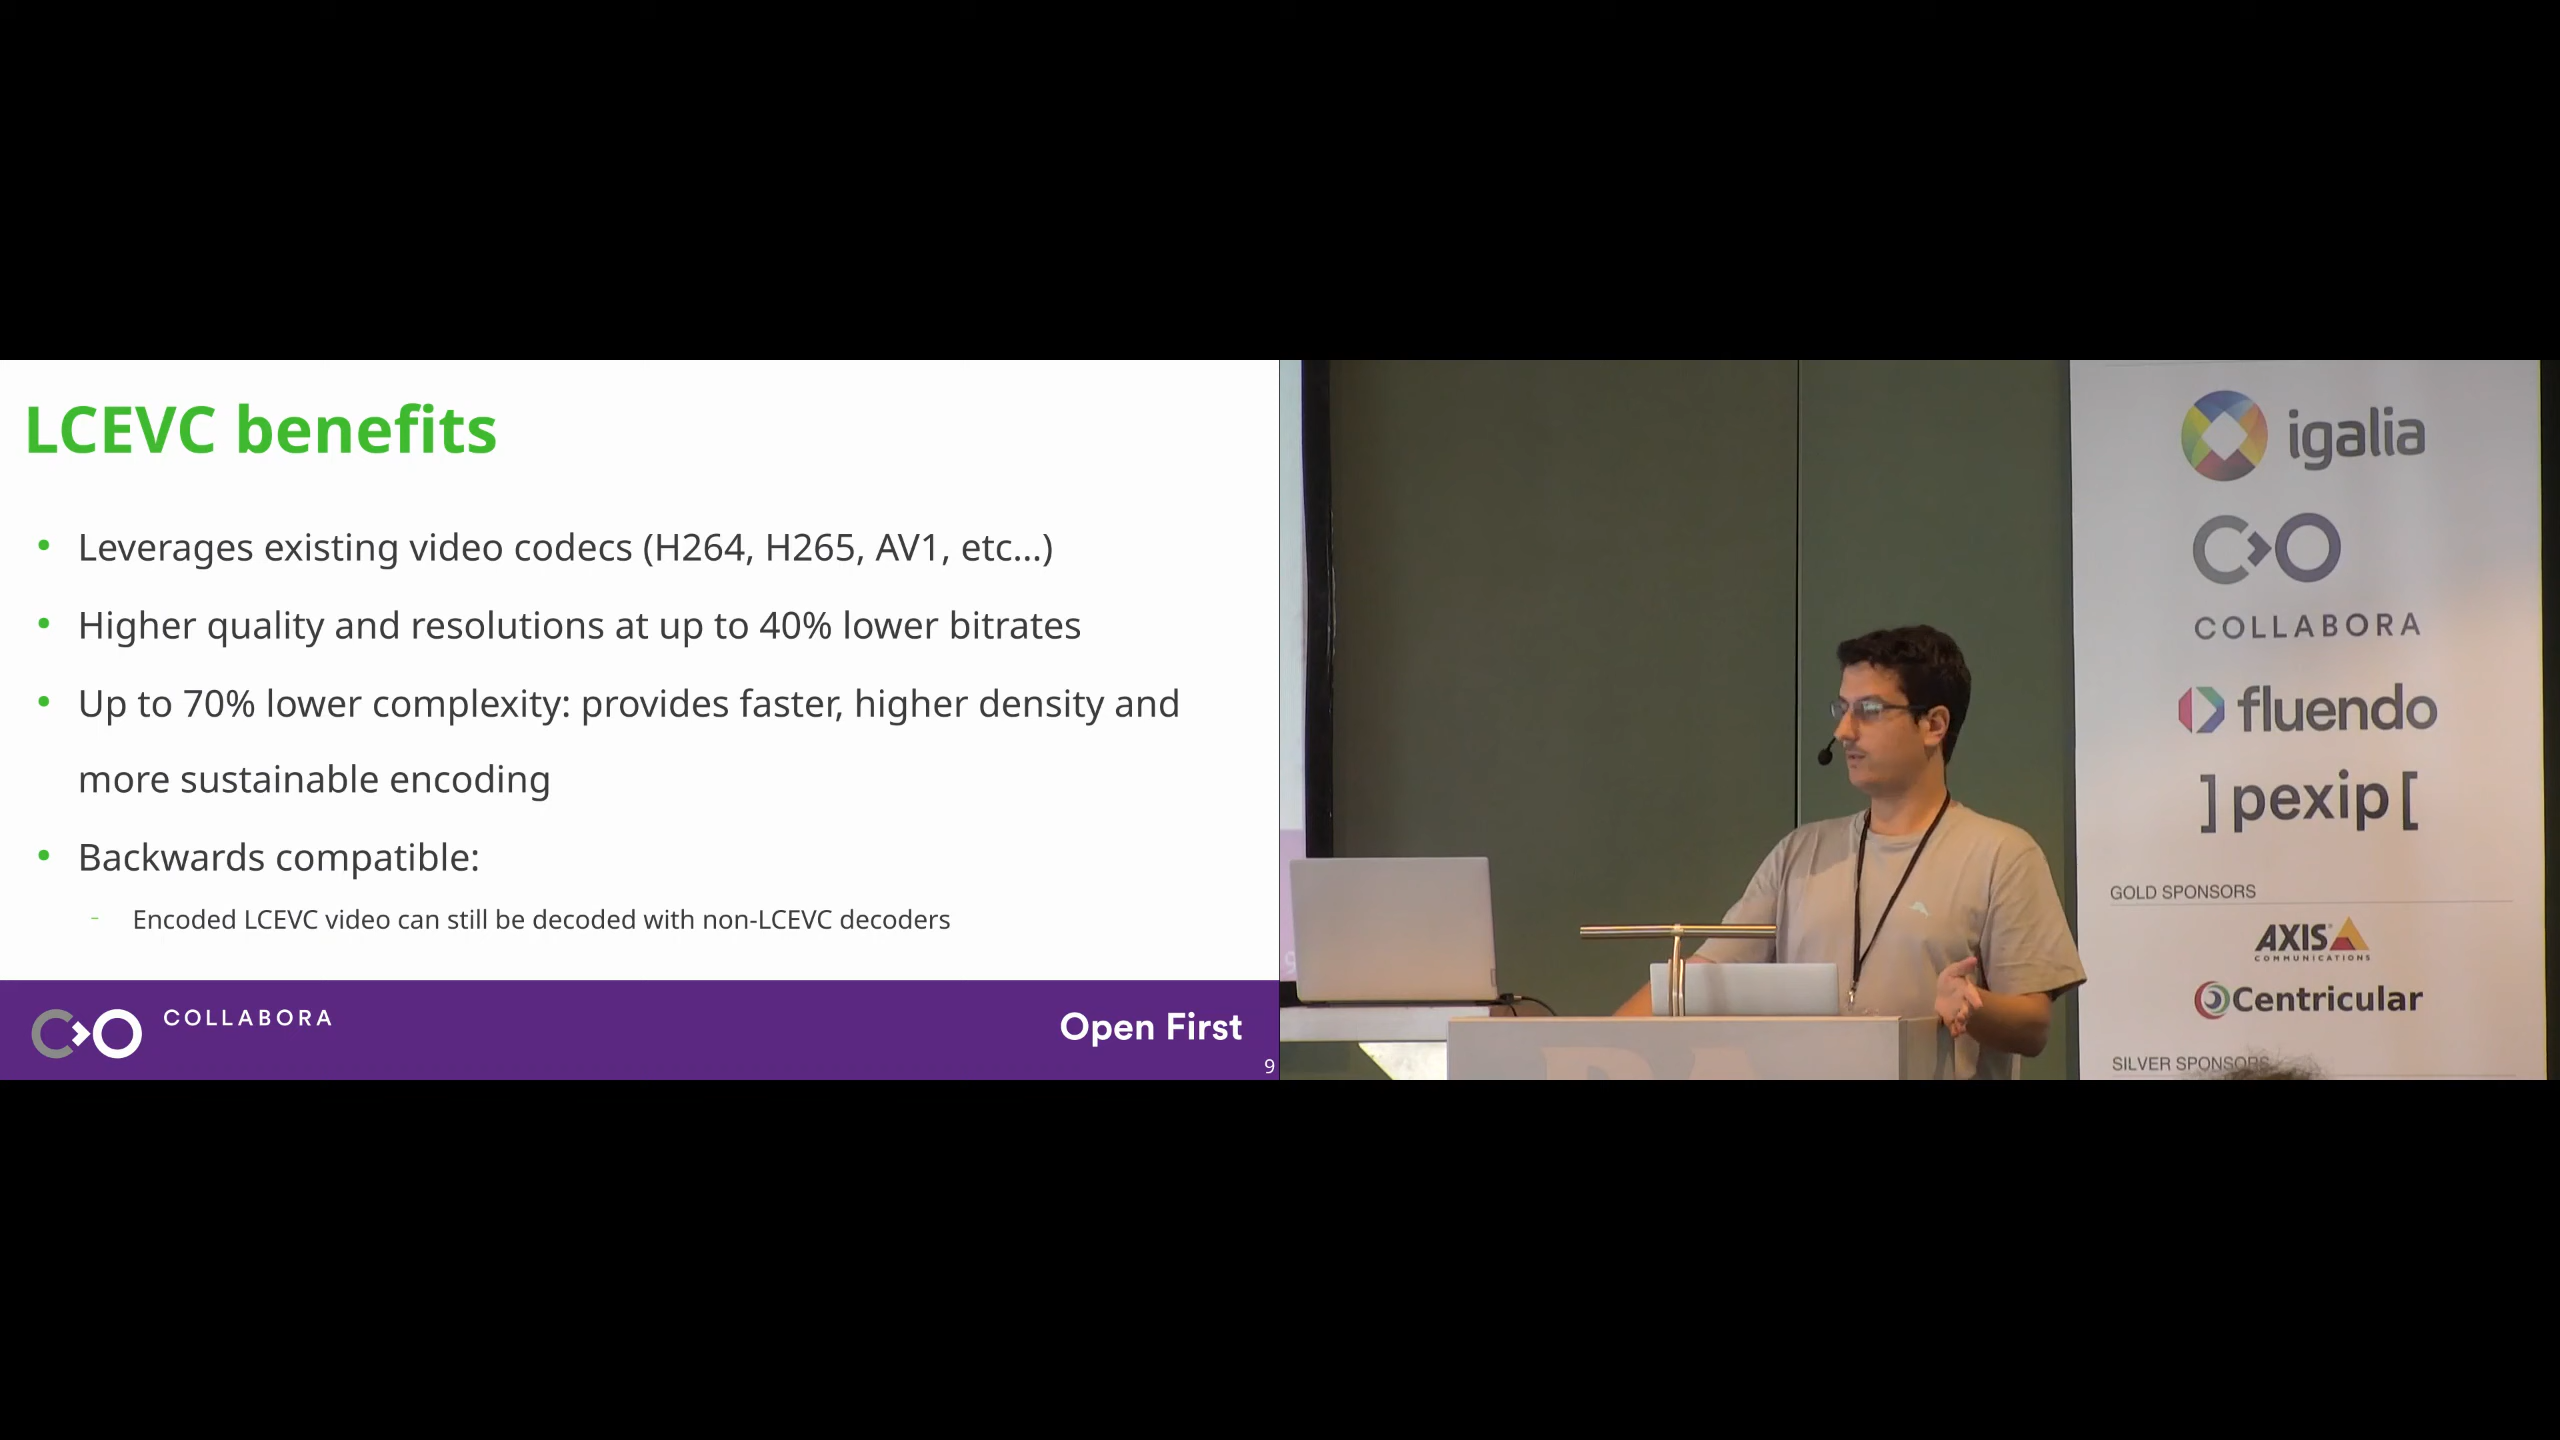 LCEVC benefits
• Leverages existing video codecs (H264, H265, AV1, etc...)
• Higher quality and resolutions at up to 40% lower bitrates
• Up to 70% lower complexity: provides faster, higher density and
more sustainable encoding
• Backwards compatible:
– Encoded LCEVC video can still be decoded with non-LCEVC decoders
COLLABORA
Open First
9
igalia
COLLABORA
fluendo
]pexip[
GOLD SPONSORS
AXIS
COMMUNICATIONS
Centricular
SILVER SPONSORS